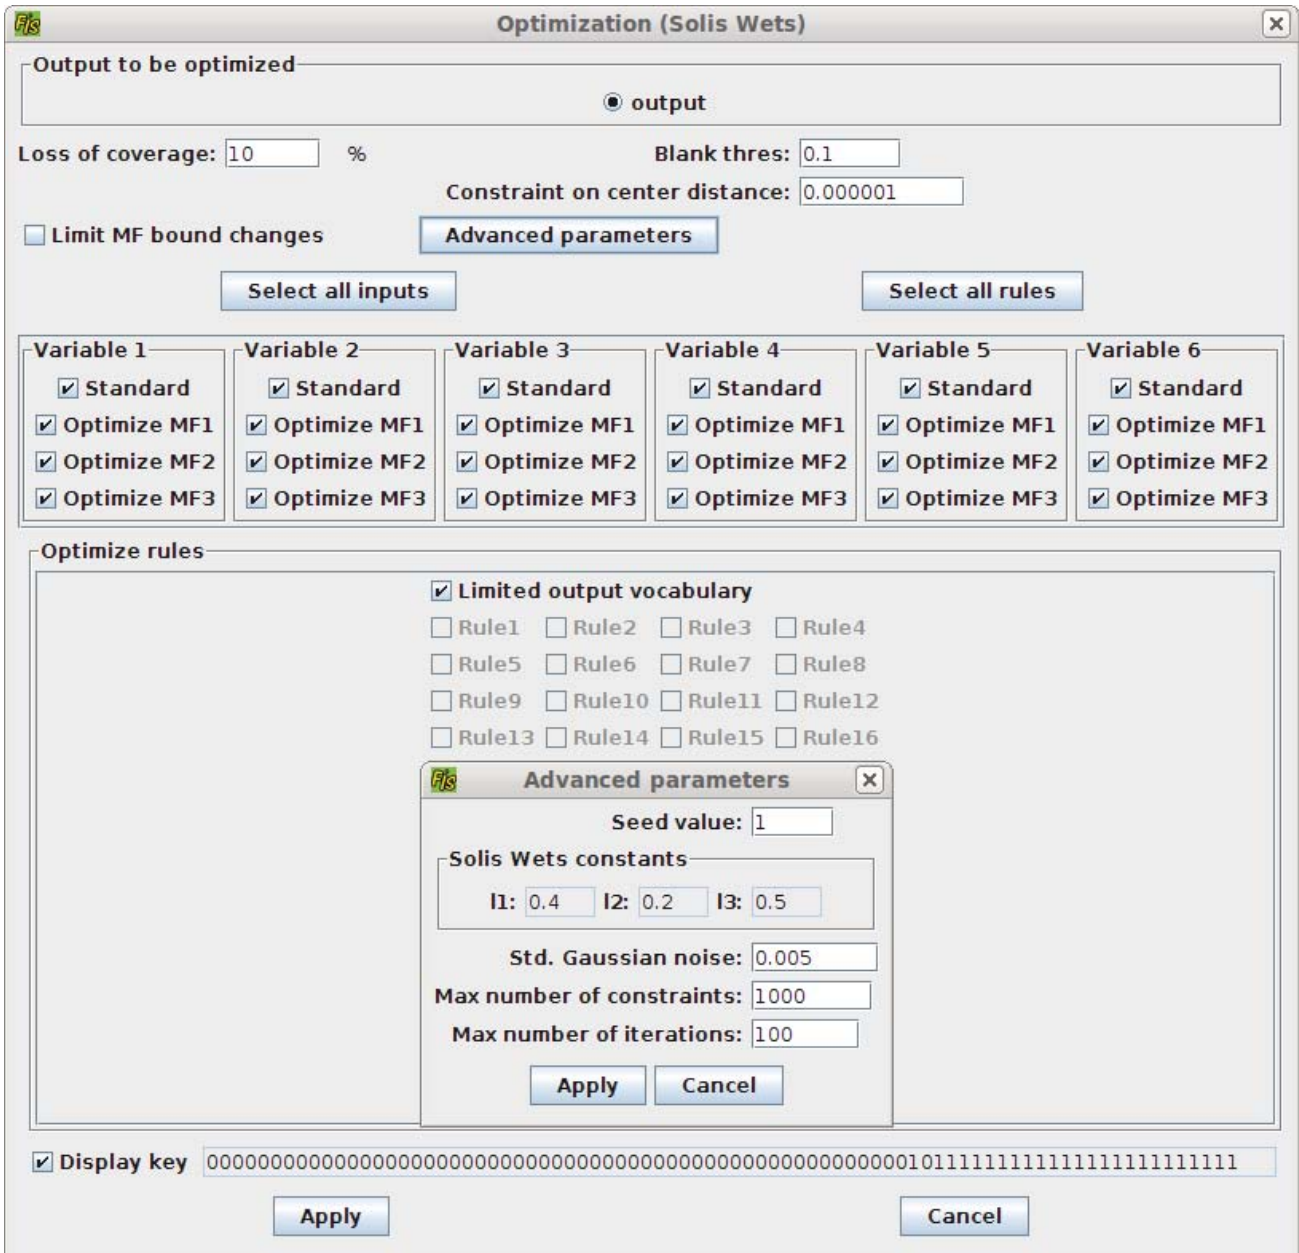 Fis
Optimization (Solis Wets)
Output to be optimized
output
Loss of coverage: 10 % Blank thres: 0.1
Constraint on center distance: 0.000001
Limit MF bound changes Advanced parameters
Select all inputs Select all rules
Variable 1 Variable 2 Variable 3 Variable 4 Variable 5 Variable 6
Standard Standard Standard Standard Standard Standard
Optimize MF1 Optimize MF1 Optimize MF1 Optimize MF1 Optimize MF1 Optimize MF1
Optimize MF2 Optimize MF2 Optimize MF2 Optimize MF2 Optimize MF2 Optimize MF2
Optimize MF3 Optimize MF3 Optimize MF3 Optimize MF3 Optimize MF3 Optimize MF3
Optimize rules
Limited output vocabulary
Rule1 Rule2 Rule3 Rule4
Rule5 Rule6 Rule7 Rule8
Rule9 Rule10 Rule11 Rule12
Rule13 Rule14 Rule15 Rule16
Fis
Advanced parameters
Seed value: 1
Solis Wets constants
l1: 0.4 l2: 0.2 l3: 0.5
Std. Gaussian noise: 0.005
Max number of constraints: 1000
Max number of iterations: 100
Apply Cancel
Display key 000000000000000000000000000000000000000000000000000000010111111111111111111111111
Apply Cancel